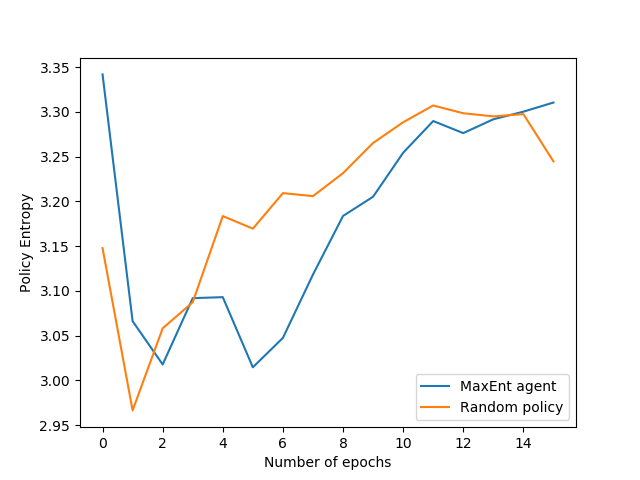 3.35
3.30
3.25
3.20
3.15
3.10
3.05
3.00
2.95
Policy Entropy
MaxEnt agent
Random policy
0 2 4 6 8 10 12 14
Number of epochs